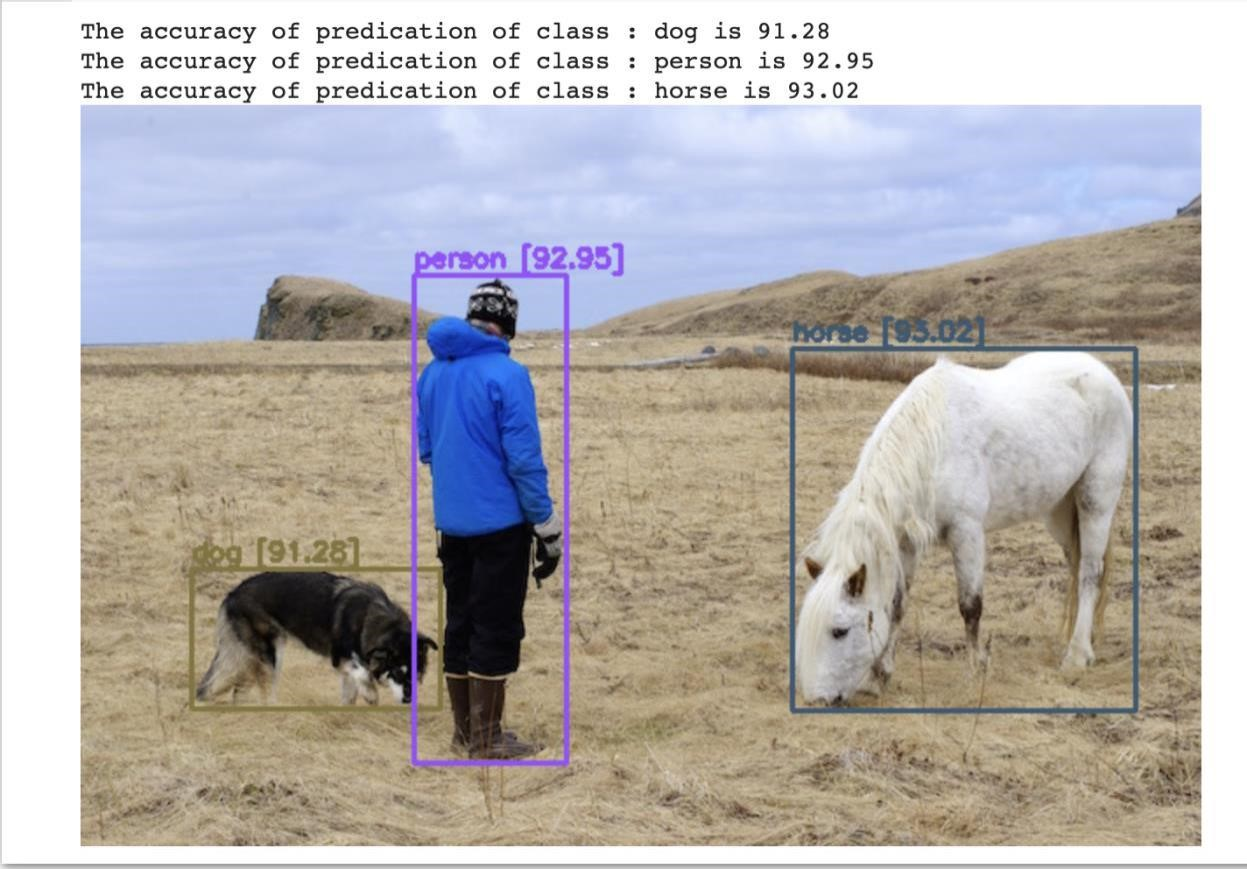 The accuracy of predication of class : dog is 91.28
The accuracy of predication of class : person is 92.95
The accuracy of predication of class : horse is 93.02
person [92.95]
horse [93.02]
dog [91.28]